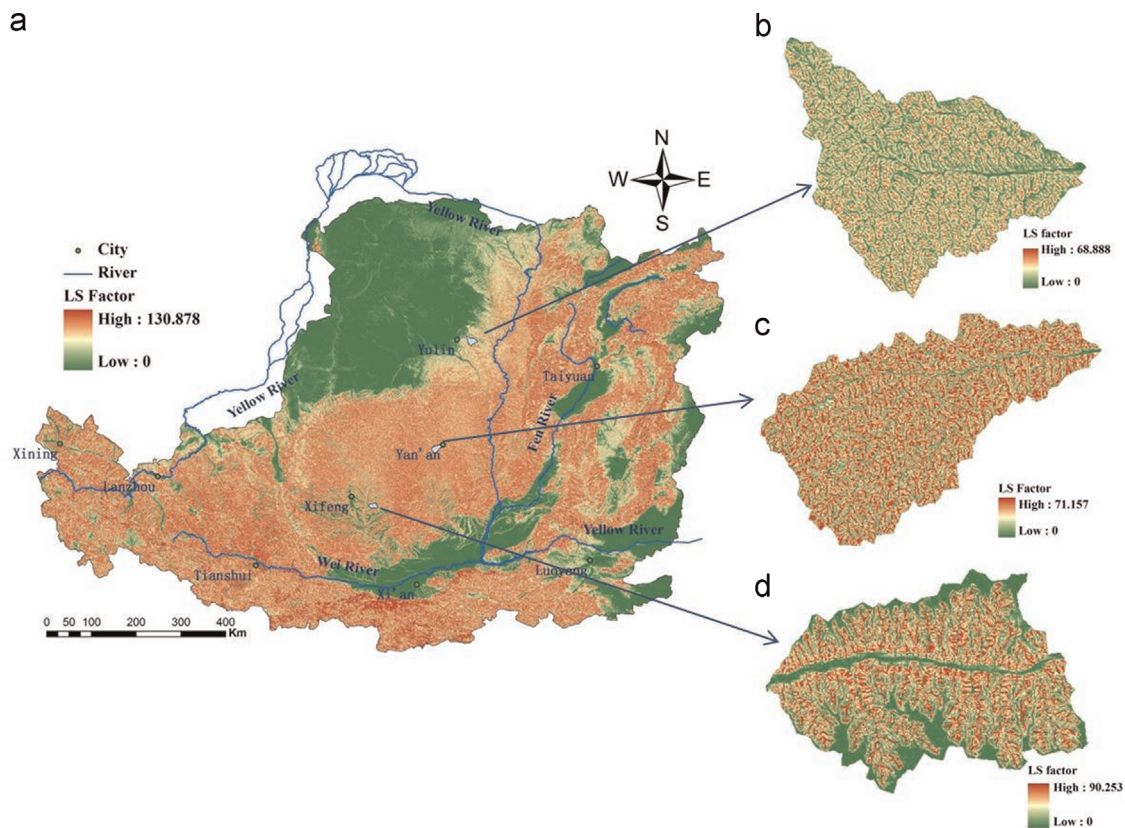 a
b
N
W
E
S
Yellow River
City
River
LS Factor
High : 130.878
Low : 0
LS factor
High : 68.888
Low : 0
c
Yulin
Taiyuan
Yellow River
Fen River
Xining
Yan'an
Lanzhou
LS Factor
High : 71.157
Low : 0
Xifeng
Yellow River
Wei River
Tianshui
Luoyang
Xi'an
d
0 50 100 200 300 400
Km
LS factor
High : 90.253
Low : 0